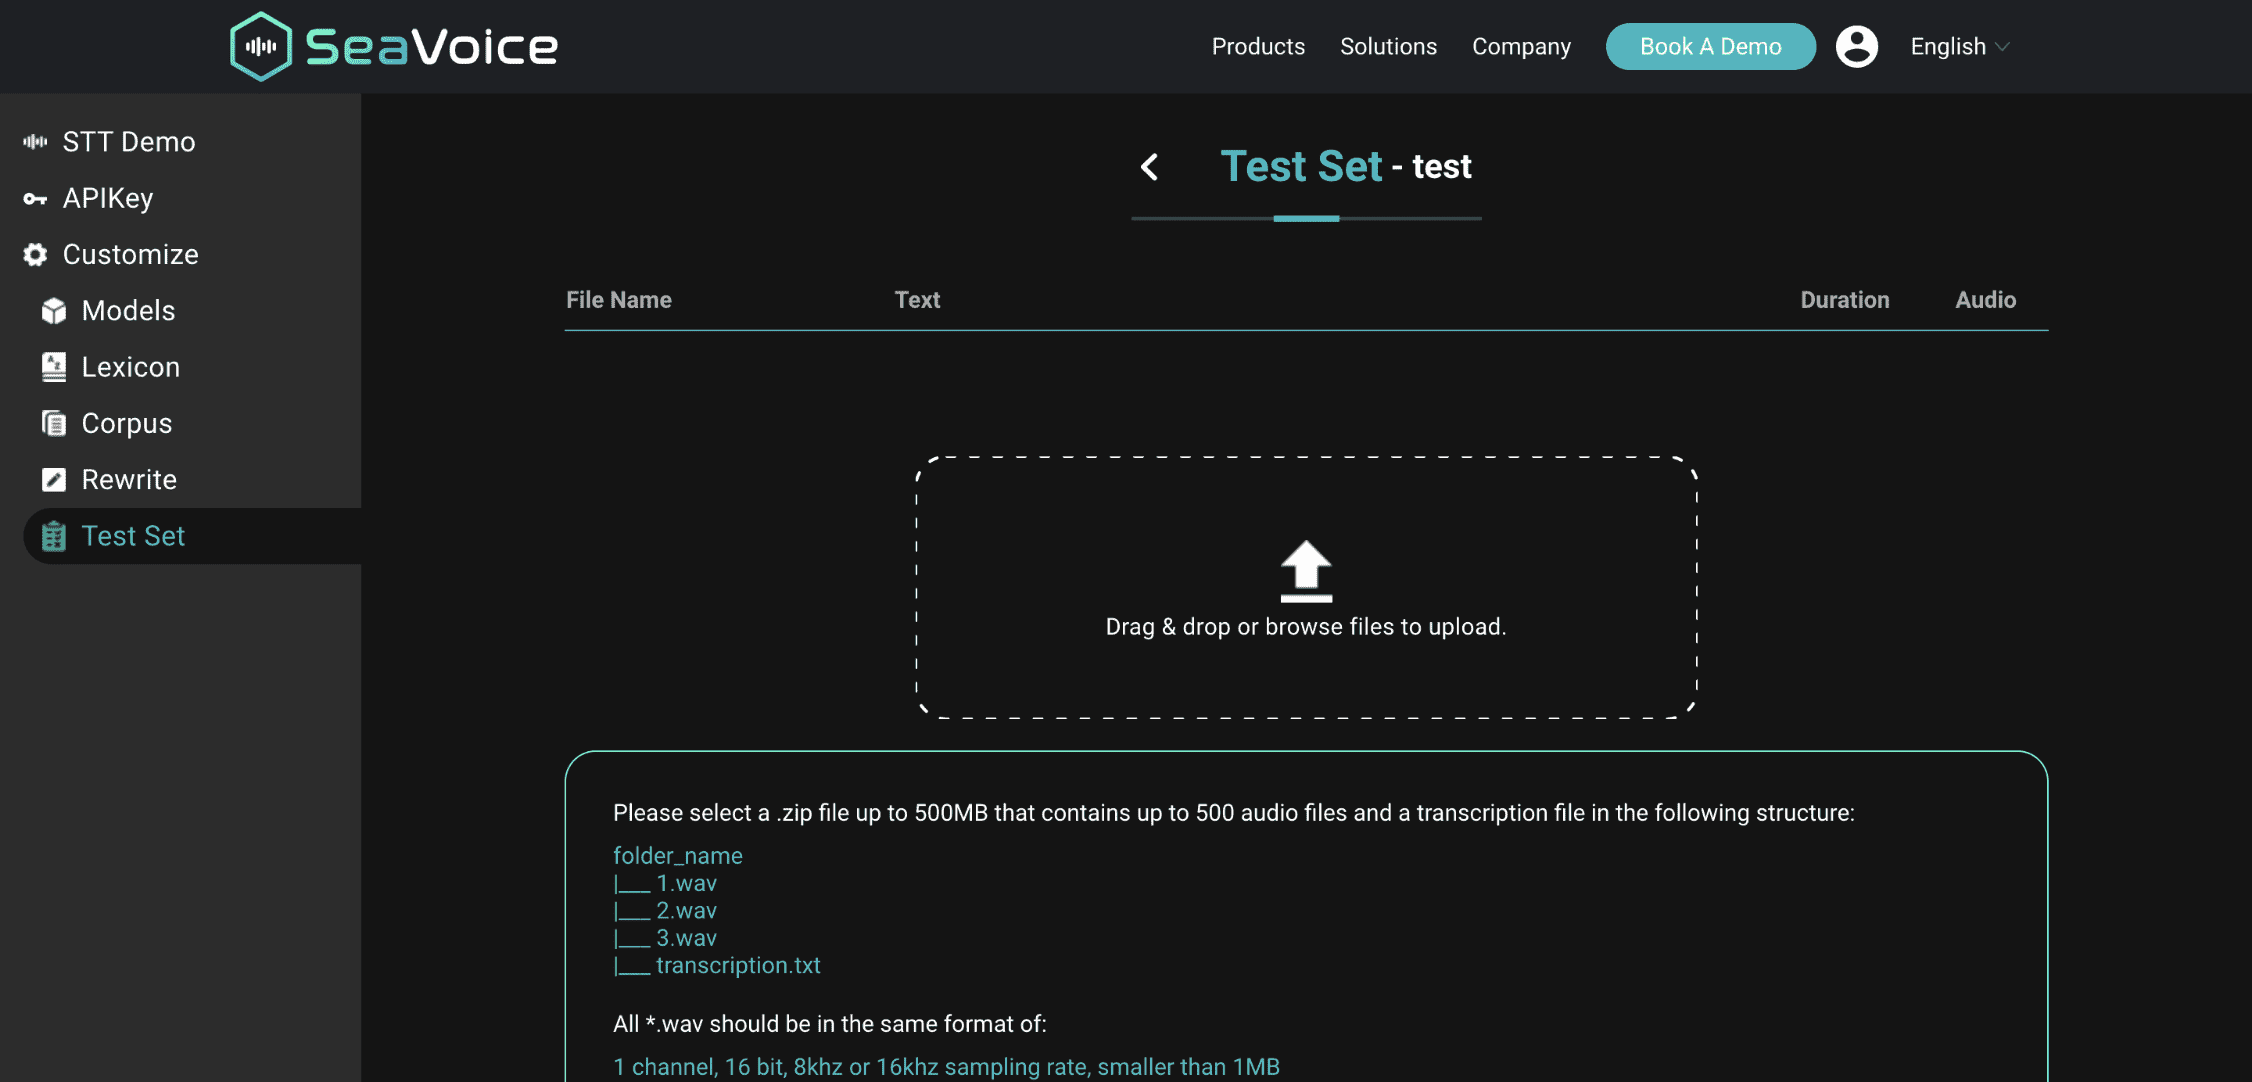 SeaVoice
Products Solutions Company Book A Demo English
STT Demo
APIKey
Customize
Models
Lexicon
Corpus
Rewrite
Test Set
Test Set - test
File Name Text Duration Audio
Drag & drop or browse files to upload.
Please select a .zip file up to 500MB that contains up to 500 audio files and a transcription file in the following structure:
folder_name
|___ 1.wav
|___ 2.wav
|___ 3.wav
|___ transcription.txt
All *.wav should be in the same format of:
1 channel, 16 bit, 8khz or 16khz sampling rate, smaller than 1MB